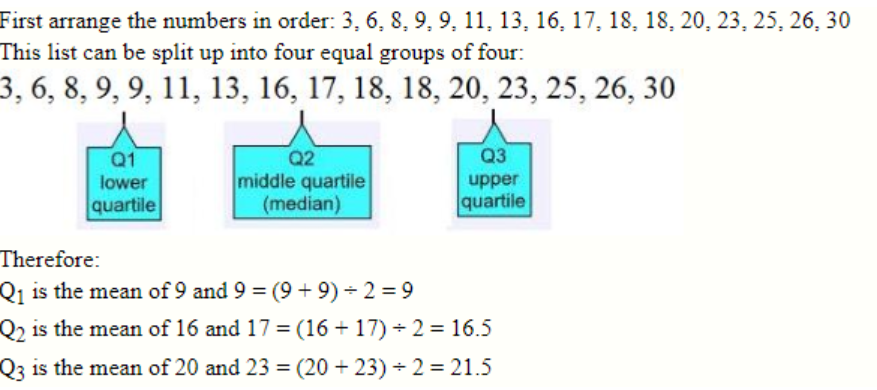 First arrange the numbers in order: 3, 6, 8, 9, 9, 11, 13, 16, 17, 18, 18, 20, 23, 25, 26, 30
This list can be split up into four equal groups of four:
3, 6, 8, 9, 9, 11, 13, 16, 17, 18, 18, 20, 23, 25, 26, 30
Q1
lower
quartile
Q2
middle quartile
(median)
Q3
upper
quartile
Therefore:
Q₁ is the mean of 9 and 9 = (9 + 9) ÷ 2 = 9
Q₂ is the mean of 16 and 17 = (16 + 17) ÷ 2 = 16.5
Q₃ is the mean of 20 and 23 = (20 + 23) ÷ 2 = 21.5